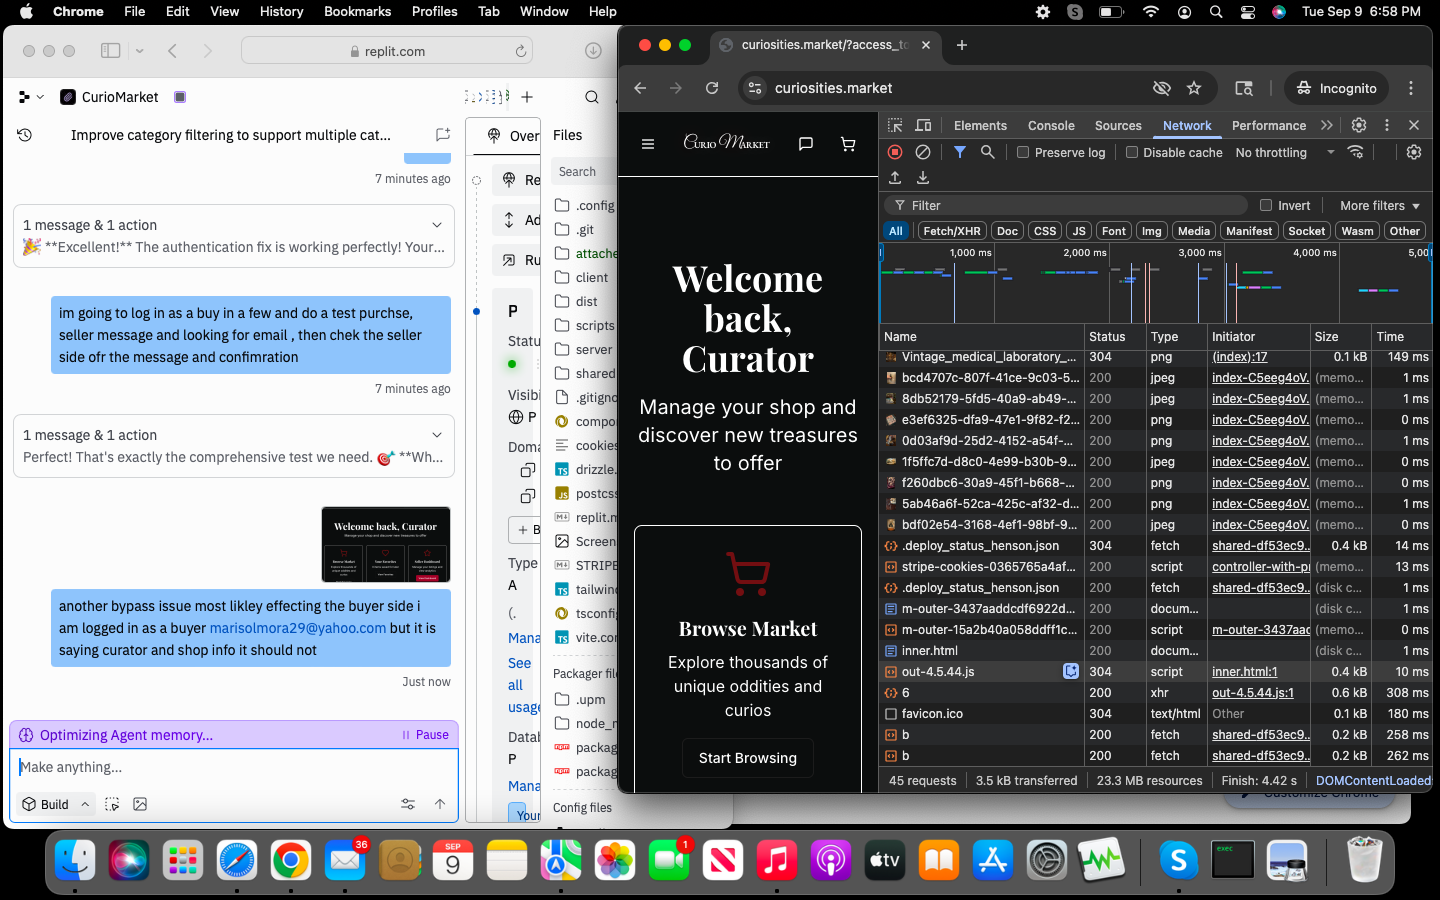 Chrome File Edit View History Bookmarks Profiles Tab Window Help
Tue Sep 9 6:58 PM
replit.com
CurioMarket
Improve category filtering to support multiple cat...
7 minutes ago
1 message & 1 action
🎉 **Excellent!** The authentication fix is working perfectly! Your...
im going to log in as a buy in a few and do a test purchse,
seller message and looking for email , then chek the seller
side ofr the message and confimration
7 minutes ago
1 message & 1 action
Perfect! That's exactly the comprehensive test we need. 🎯 **Wh...
Welcome back, Curator
another bypass issue most likley effecting the buyer side i
am logged in as a buyer marisolmora29@yahoo.com but it is
saying curator and shop info it should not
Just now
Optimizing Agent memory...
Pause
Make anything...
Build
Over
Re
Ad
Ru
P
Statu
Visibi
P
Doma
+ B
Type
A
(.
Mana
See
all
usage
Datab
P
Mana
Your
Files
Search
.config
.git
attache
client
dist
scripts
server
shared
.gitigno
compo
cookies
drizzle.
postcss
replit.m
Screen
STRIPE
tailwind
tsconfig
vite.con
Packager file
.upm
node_m
packag
packag
Config files
curiosities.market/?access_to
curiosities.market
Incognito
CURIO MARKET
Welcome
back,
Curator
Manage your shop and
discover new treasures
to offer
Browse Market
Explore thousands of
unique oddities and
curios
Start Browsing
Elements Console Sources Network Performance
Preserve log Disable cache No throttling
Filter Invert More filters
All Fetch/XHR Doc CSS JS Font Img Media Manifest Socket Wasm Other
1,000 ms 2,000 ms 3,000 ms 4,000 ms 5,00
Name Status Type Initiator Size Time
Vintage_medical_laboratory_... 304 png (index):17 0.1 kB 149 ms
bcd4707c-807f-41ce-9c03-5... 200 jpeg index-C5eeg4oV. (memo... 1 ms
8db52179-5fd5-40a9-ab49-... 200 jpeg index-C5eeg4oV. (memo... 1 ms
e3ef6325-dfa9-47e1-9f82-f2... 200 png index-C5eeg4oV. (memo... 0 ms
0d03af9d-25d2-4152-a54f-... 200 png index-C5eeg4oV. (memo... 1 ms
1f5ffc7d-d8c0-4e99-b30b-9... 200 jpeg index-C5eeg4oV. (memo... 0 ms
f260dbc6-30a9-45f1-b668-... 200 png index-C5eeg4oV. (memo... 0 ms
5ab46a6f-52ca-425c-af32-d... 200 png index-C5eeg4oV. (memo... 1 ms
bdf02e54-3168-4ef1-98bf-9... 200 jpeg index-C5eeg4oV. (memo... 0 ms
.deploy_status_henson.json 304 fetch shared-df53ec9.. 0.4 kB 14 ms
stripe-cookies-0365765a4af... 200 script controller-with-pr (memo... 13 ms
.deploy_status_henson.json 200 fetch shared-df53ec9.. (disk c... 1 ms
m-outer-3437aaddcdf6922d... 200 docum... (disk c... 1 ms
m-outer-15a2b40a058ddff1c... 200 script m-outer-3437aad (memo... 0 ms
inner.html 200 docum... (disk c... 1 ms
out-4.5.44.js 304 script inner.html:1 0.4 kB 10 ms
6 200 xhr out-4.5.44.js:1 0.6 kB 308 ms
favicon.ico 304 text/html Other 0.1 kB 180 ms
b 200 fetch shared-df53ec9.. 0.2 kB 258 ms
b 200 fetch shared-df53ec9.. 0.2 kB 262 ms
45 requests 3.5 kB transferred 23.3 MB resources Finish: 4.42 s DOMContentLoaded
Customize Chrome
36
SEP
9
1
tv
exec